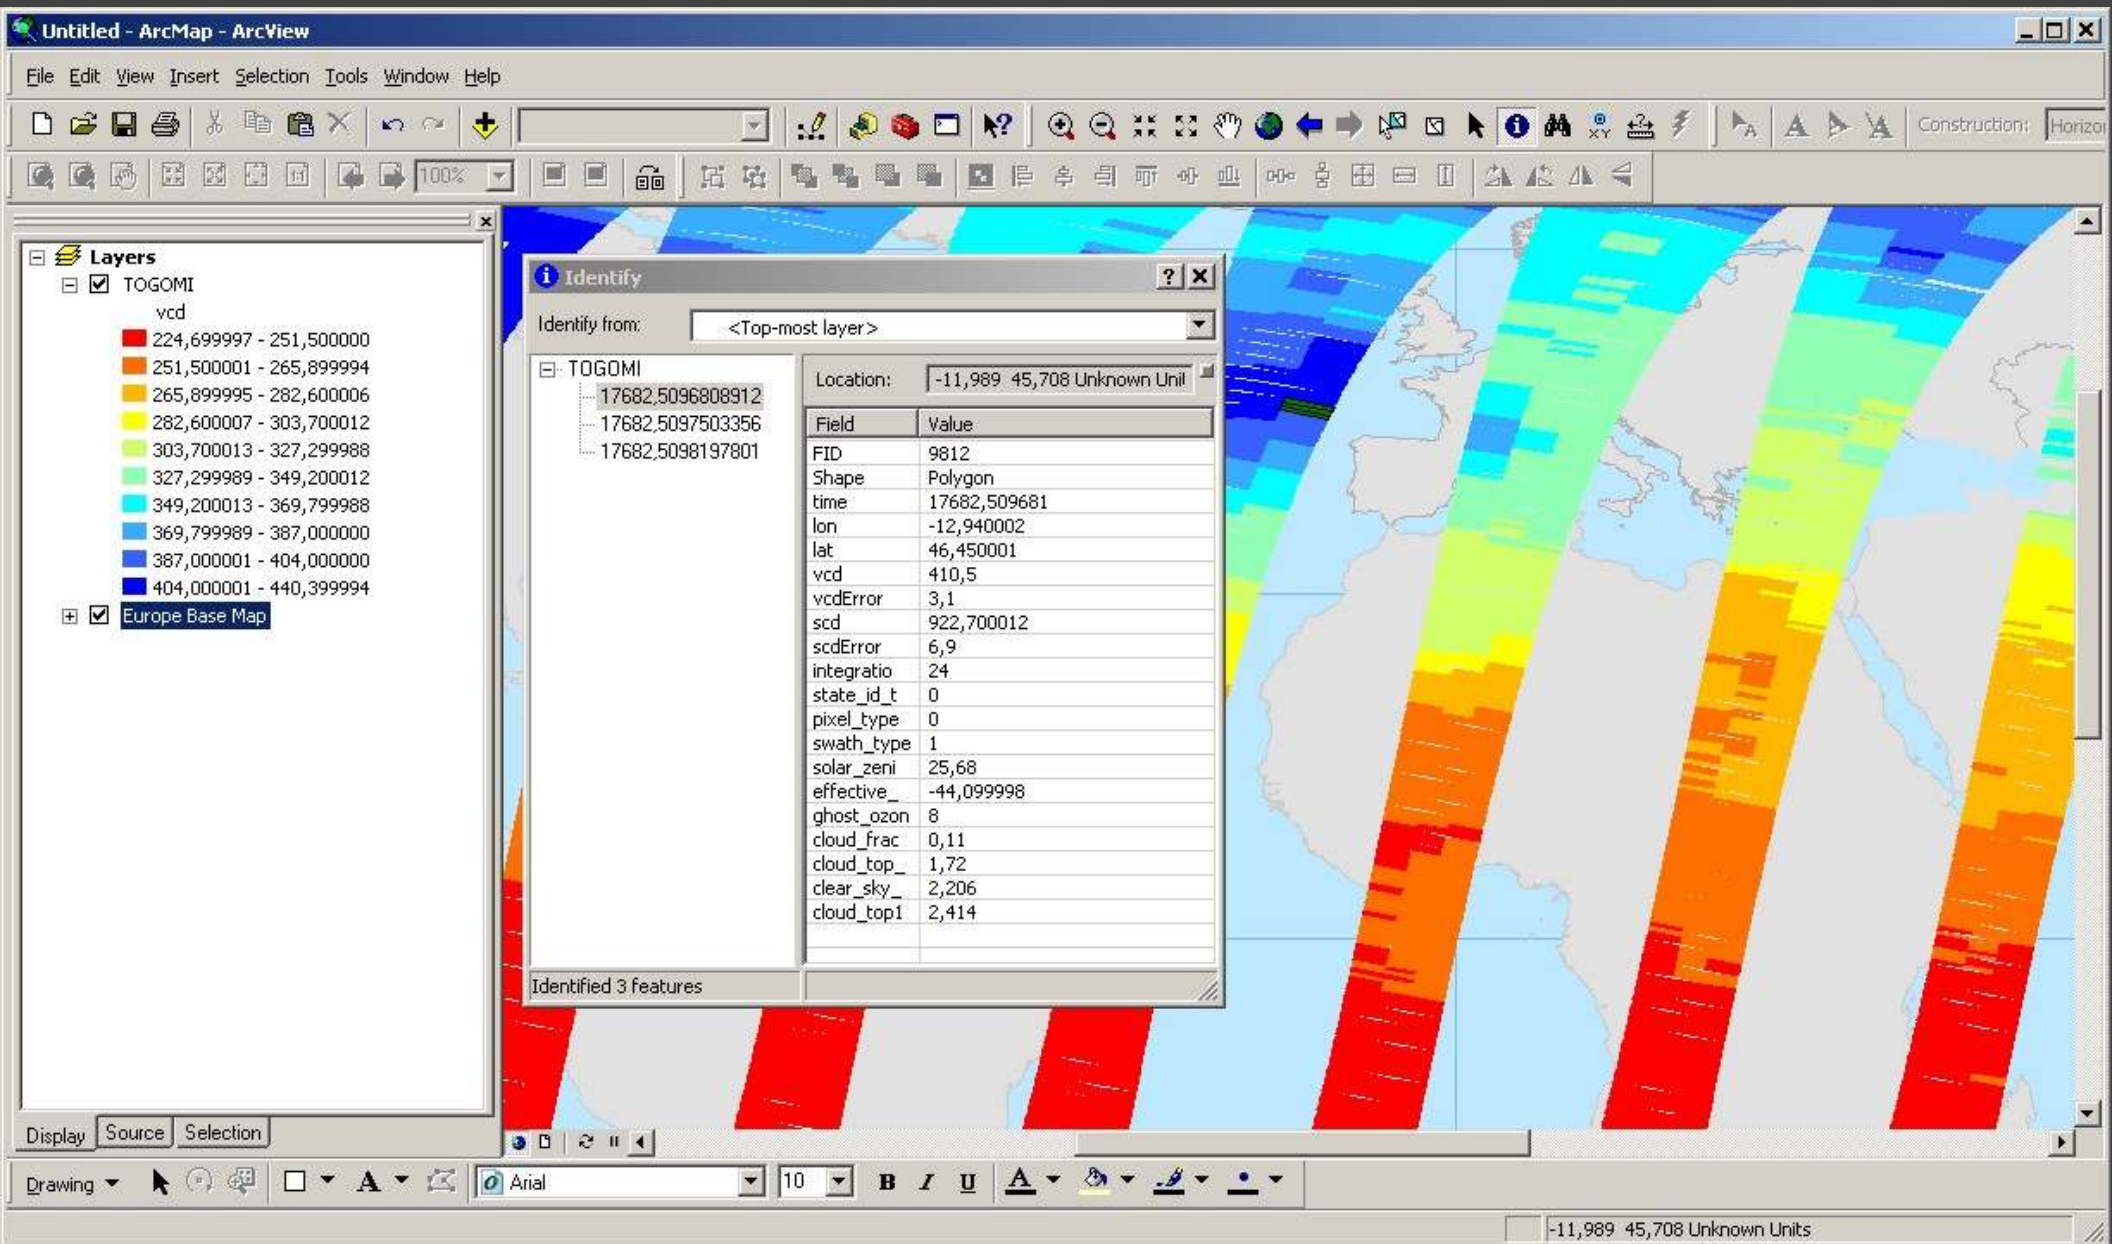 Untitled - ArcMap - ArcView
File Edit View Insert Selection Tools Window Help
Construction: Horizo
100%
Layers
TOGOMI
vcd
224,699997 - 251,500000
251,500001 - 265,899994
265,899995 - 282,600006
282,600007 - 303,700012
303,700013 - 327,299988
327,299989 - 349,200012
349,200013 - 369,799988
369,799989 - 387,000000
387,000001 - 404,000000
404,000001 - 440,399994
Europe Base Map
Identify
Identify from: <Top-most layer>
TOGOMI
17682,5096808912
17682,5097503356
17682,5098197801
Location: -11,989 45,708 Unknown Unit
Field Value
FID 9812
Shape Polygon
time 17682,509681
lon -12,940002
lat 46,450001
vcd 410,5
vcdError 3,1
scd 922,700012
scdError 6,9
integratio 24
state_id_t 0
pixel_type 0
swath_type 1
solar_zeni 25,68
effective_ -44,099998
ghost_ozon 8
cloud_frac 0,11
cloud_top_ 1,72
clear_sky_ 2,206
cloud_top1 2,414
Identified 3 features
Display Source Selection
Drawing A Arial 10 B I U A
-11,989 45,708 Unknown Units